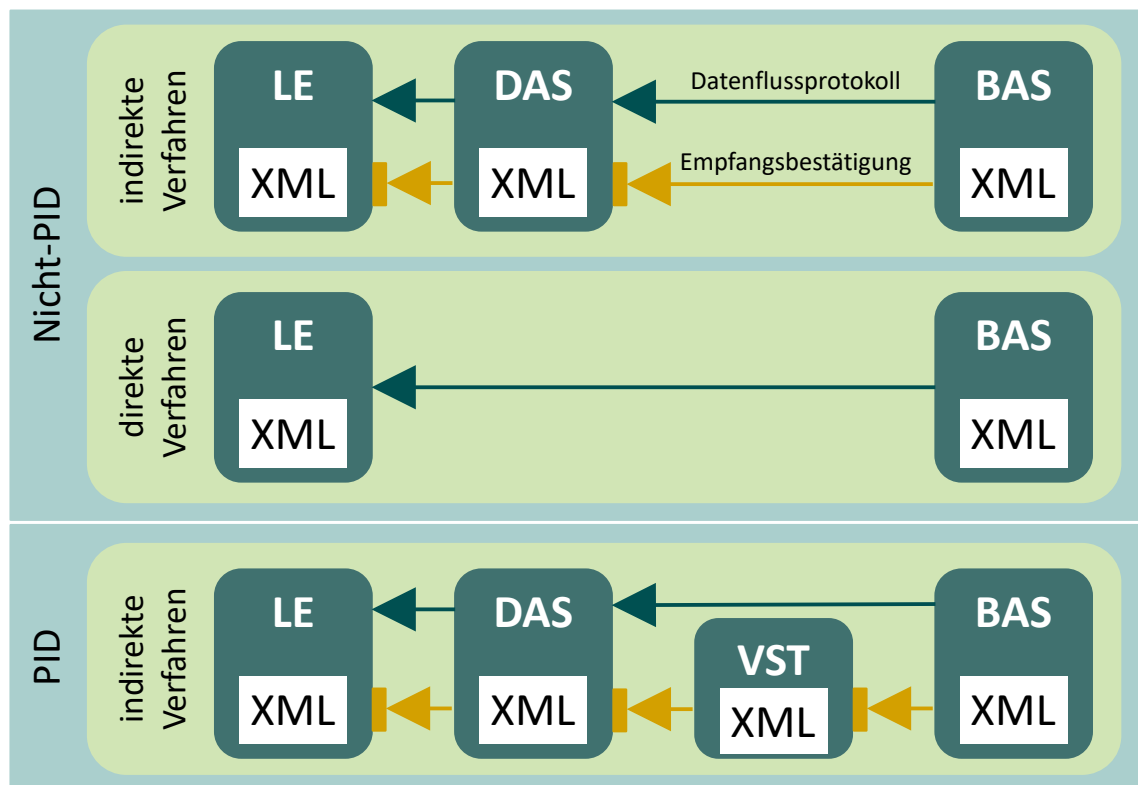 Nicht-PID
indirekte
Verfahren
LE
DAS
BAS
Datenflussprotokoll
Empfangsbestätigung
XML
XML
XML
direkte
Verfahren
LE
BAS
XML
XML
PID
indirekte
Verfahren
LE
DAS
VST
BAS
XML
XML
XML
XML